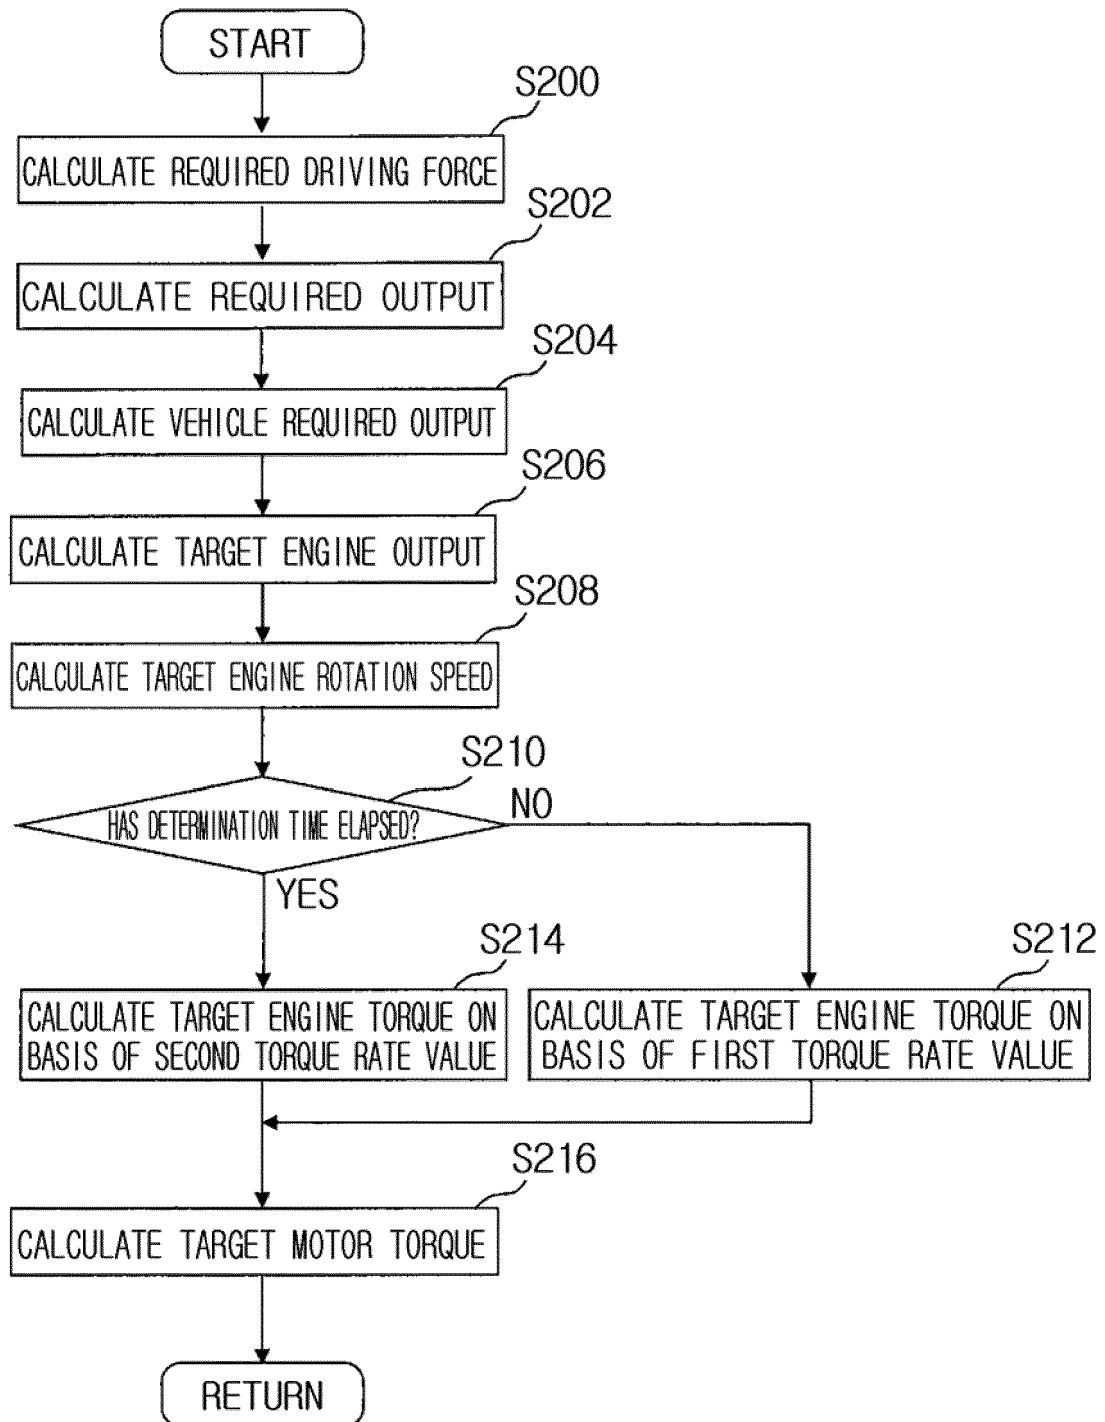 START
S200
CALCULATE REQUIRED DRIVING FORCE
S202
CALCULATE REQUIRED OUTPUT
S204
CALCULATE VEHICLE REQUIRED OUTPUT
S206
CALCULATE TARGET ENGINE OUTPUT
S208
CALCULATE TARGET ENGINE ROTATION SPEED
S210
HAS DETERMINATION TIME ELAPSED?
NO
YES
S214
CALCULATE TARGET ENGINE TORQUE ON
BASIS OF SECOND TORQUE RATE VALUE
S212
CALCULATE TARGET ENGINE TORQUE ON
BASIS OF FIRST TORQUE RATE VALUE
S216
CALCULATE TARGET MOTOR TORQUE
RETURN